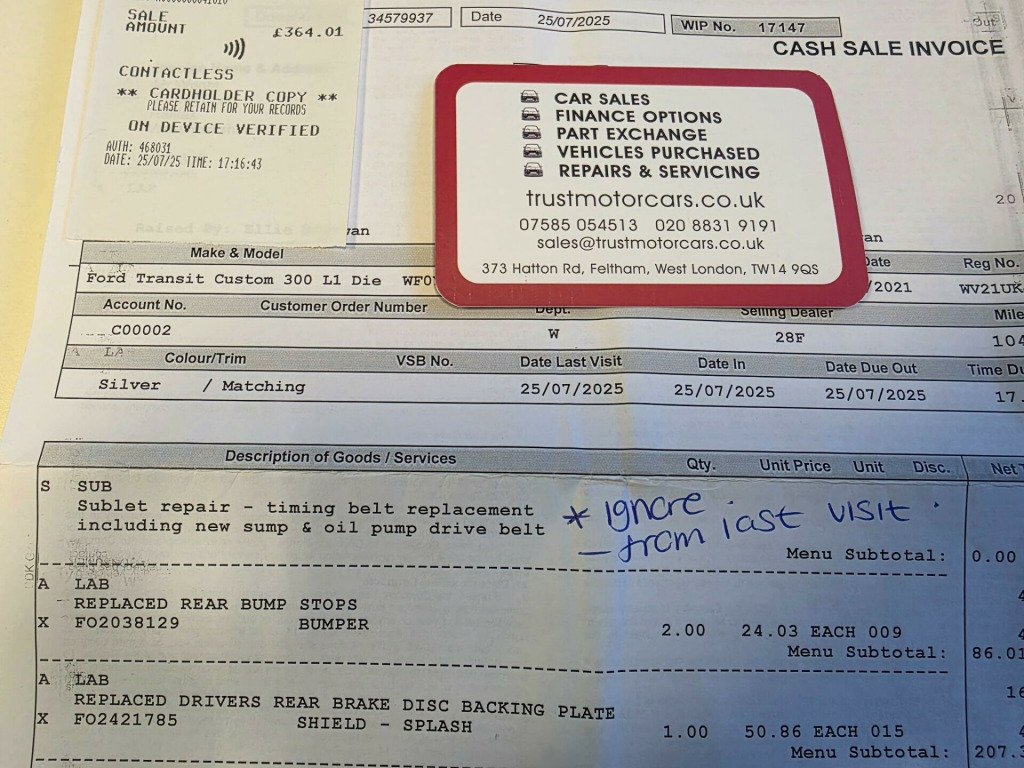 SALE
AMOUNT £364.01
CONTACTLESS
** CARDHOLDER COPY **
PLEASE RETAIN FOR YOUR RECORDS
ON DEVICE VERIFIED
AUTH: 468031
DATE: 25/07/25 TIME: 17:16:43
34579937 Date 25/07/2025 WIP No. 17147
CASH SALE INVOICE
CAR SALES
FINANCE OPTIONS
PART EXCHANGE
VEHICLES PURCHASED
REPAIRS & SERVICING
trustmotorcars.co.uk
07585 054513 020 8831 9191
sales@trustmotorcars.co.uk
373 Hatton Rd, Feltham, West London, TW14 9QS
Make & Model Reg No.
Ford Transit Custom 300 L1 Die /2021 WV21UK
Account No. Customer Order Number Dept. Selling Dealer
C00002 W 28F
Colour/Trim VSB No. Date Last Visit Date In Date Due Out
Silver / Matching 25/07/2025 25/07/2025 25/07/2025
Description of Goods / Services Qty. Unit Price Unit Disc.
S SUB
Sublet repair - timing belt replacement
including new sump & oil pump drive belt
* Ignore
- from last visit.
Menu Subtotal: 0.00
A LAB
REPLACED REAR BUMP STOPS
X FO2038129 BUMPER 2.00 24.03 EACH 009
Menu Subtotal: 86.01
A LAB
REPLACED DRIVERS REAR BRAKE DISC BACKING PLATE
X FO2421785 SHIELD - SPLASH 1.00 50.86 EACH 015
Menu Subtotal: 207.3